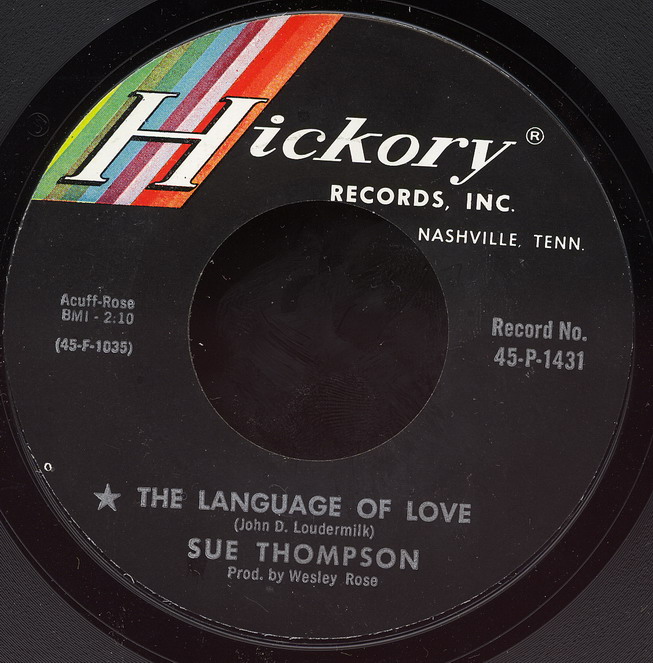 Hickory ®
RECORDS, INC.
NASHVILLE, TENN.
Acuff-Rose
BMI - 2:10
(45-F-1035)
Record No.
45-P-1431
★ THE LANGUAGE OF LOVE
(John D. Loudermilk)
SUE THOMPSON
Prod. by Wesley Rose